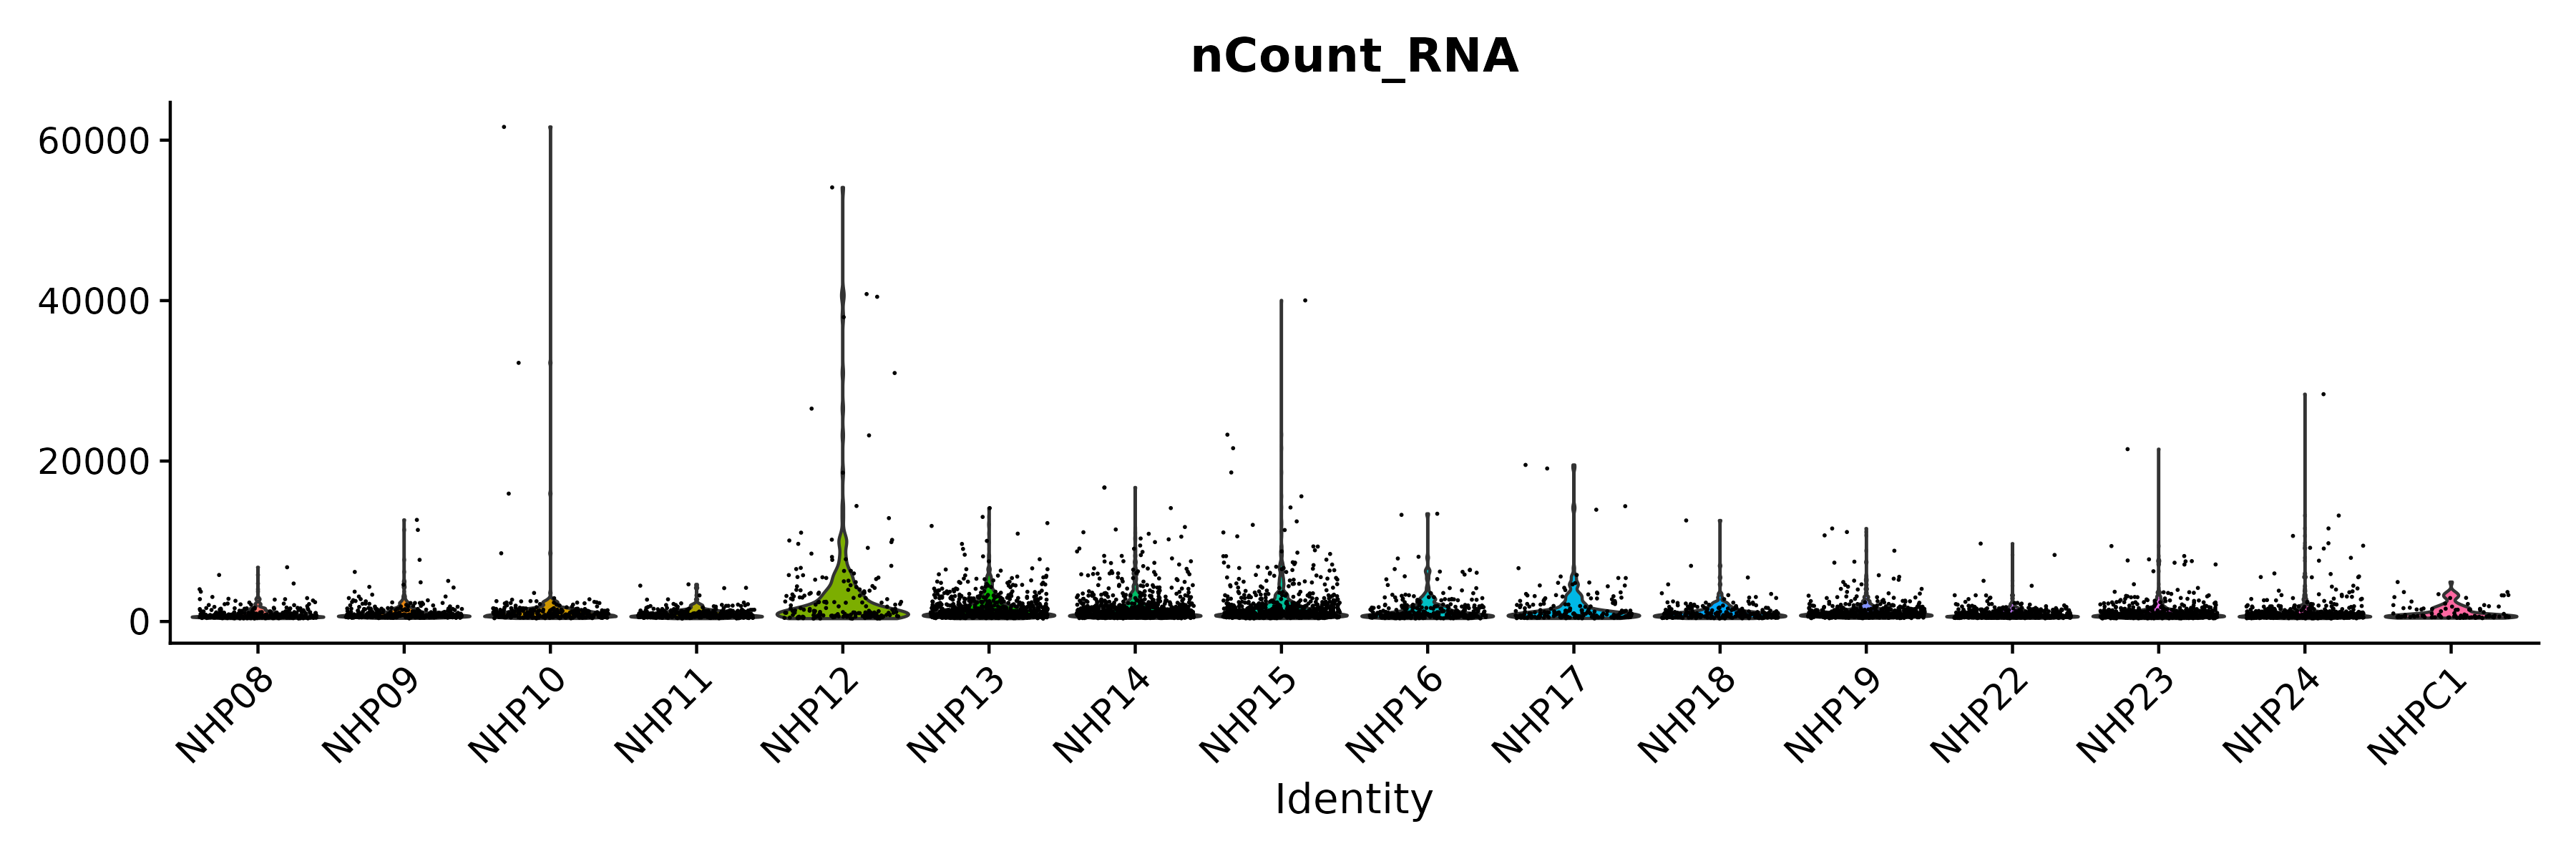 nCount_RNA
60000
40000
20000
0
NHP08 NHP09 NHP10 NHP11 NHP12 NHP13 NHP14 NHP15 NHP16 NHP17 NHP18 NHP19 NHP22 NHP23 NHP24 NHPC1
Identity